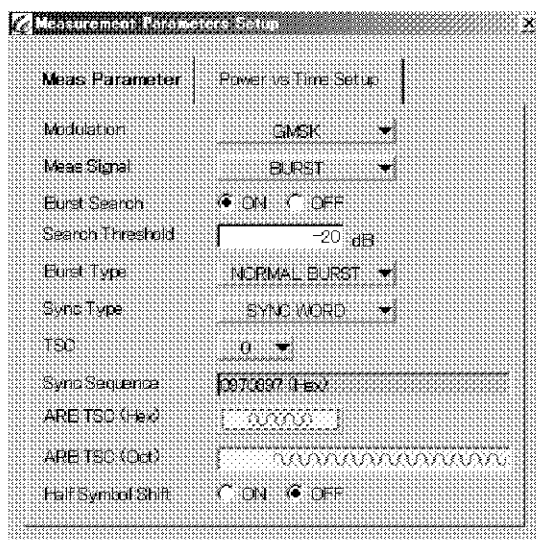 Measurement Parameters Setup
Meas Parameter Power vs Time Setup
Modulation GMSK
Meas Signal BURST
Burst Search ON OFF
Search Threshold -20 dB
Burst Type NORMAL BURST
Sync Type SYNC WORD
TSC 0
Sync Sequence 0970897 (Hex)
ARB TSC (Hex)
ARB TSC (Oct)
Half Symbol Shift ON OFF